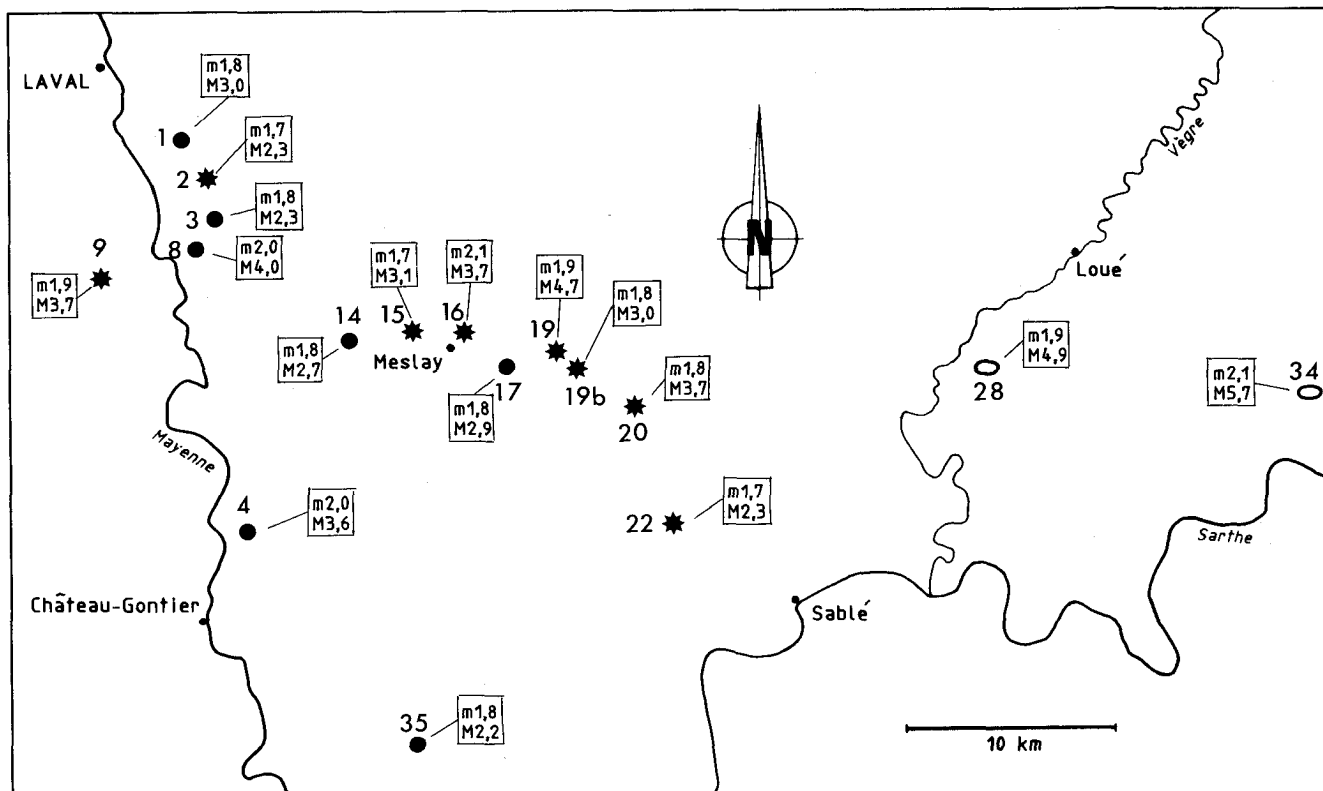 LAVAL
m1,8
M3,0
1
m1,7
M2,3
2
m1,8
M2,3
3
8
m2,0
M4,0
9
m1,9
M3,7
Vègre
N
Loué
m1,7
M3,1
m2,1
M3,7
m1,9
M4,7
m1,8
M3,0
14
15
16
19
m1,8
M2,7
Meslay
17
19b
m1,8
M2,9
m1,8
M3,7
20
m1,9
M4,9
28
m2,1
M5,7
34
Mayenne
4
m2,0
M3,6
22
m1,7
M2,3
Sarthe
Château-Gontier
Sablé
35
m1,8
M2,2
10 km